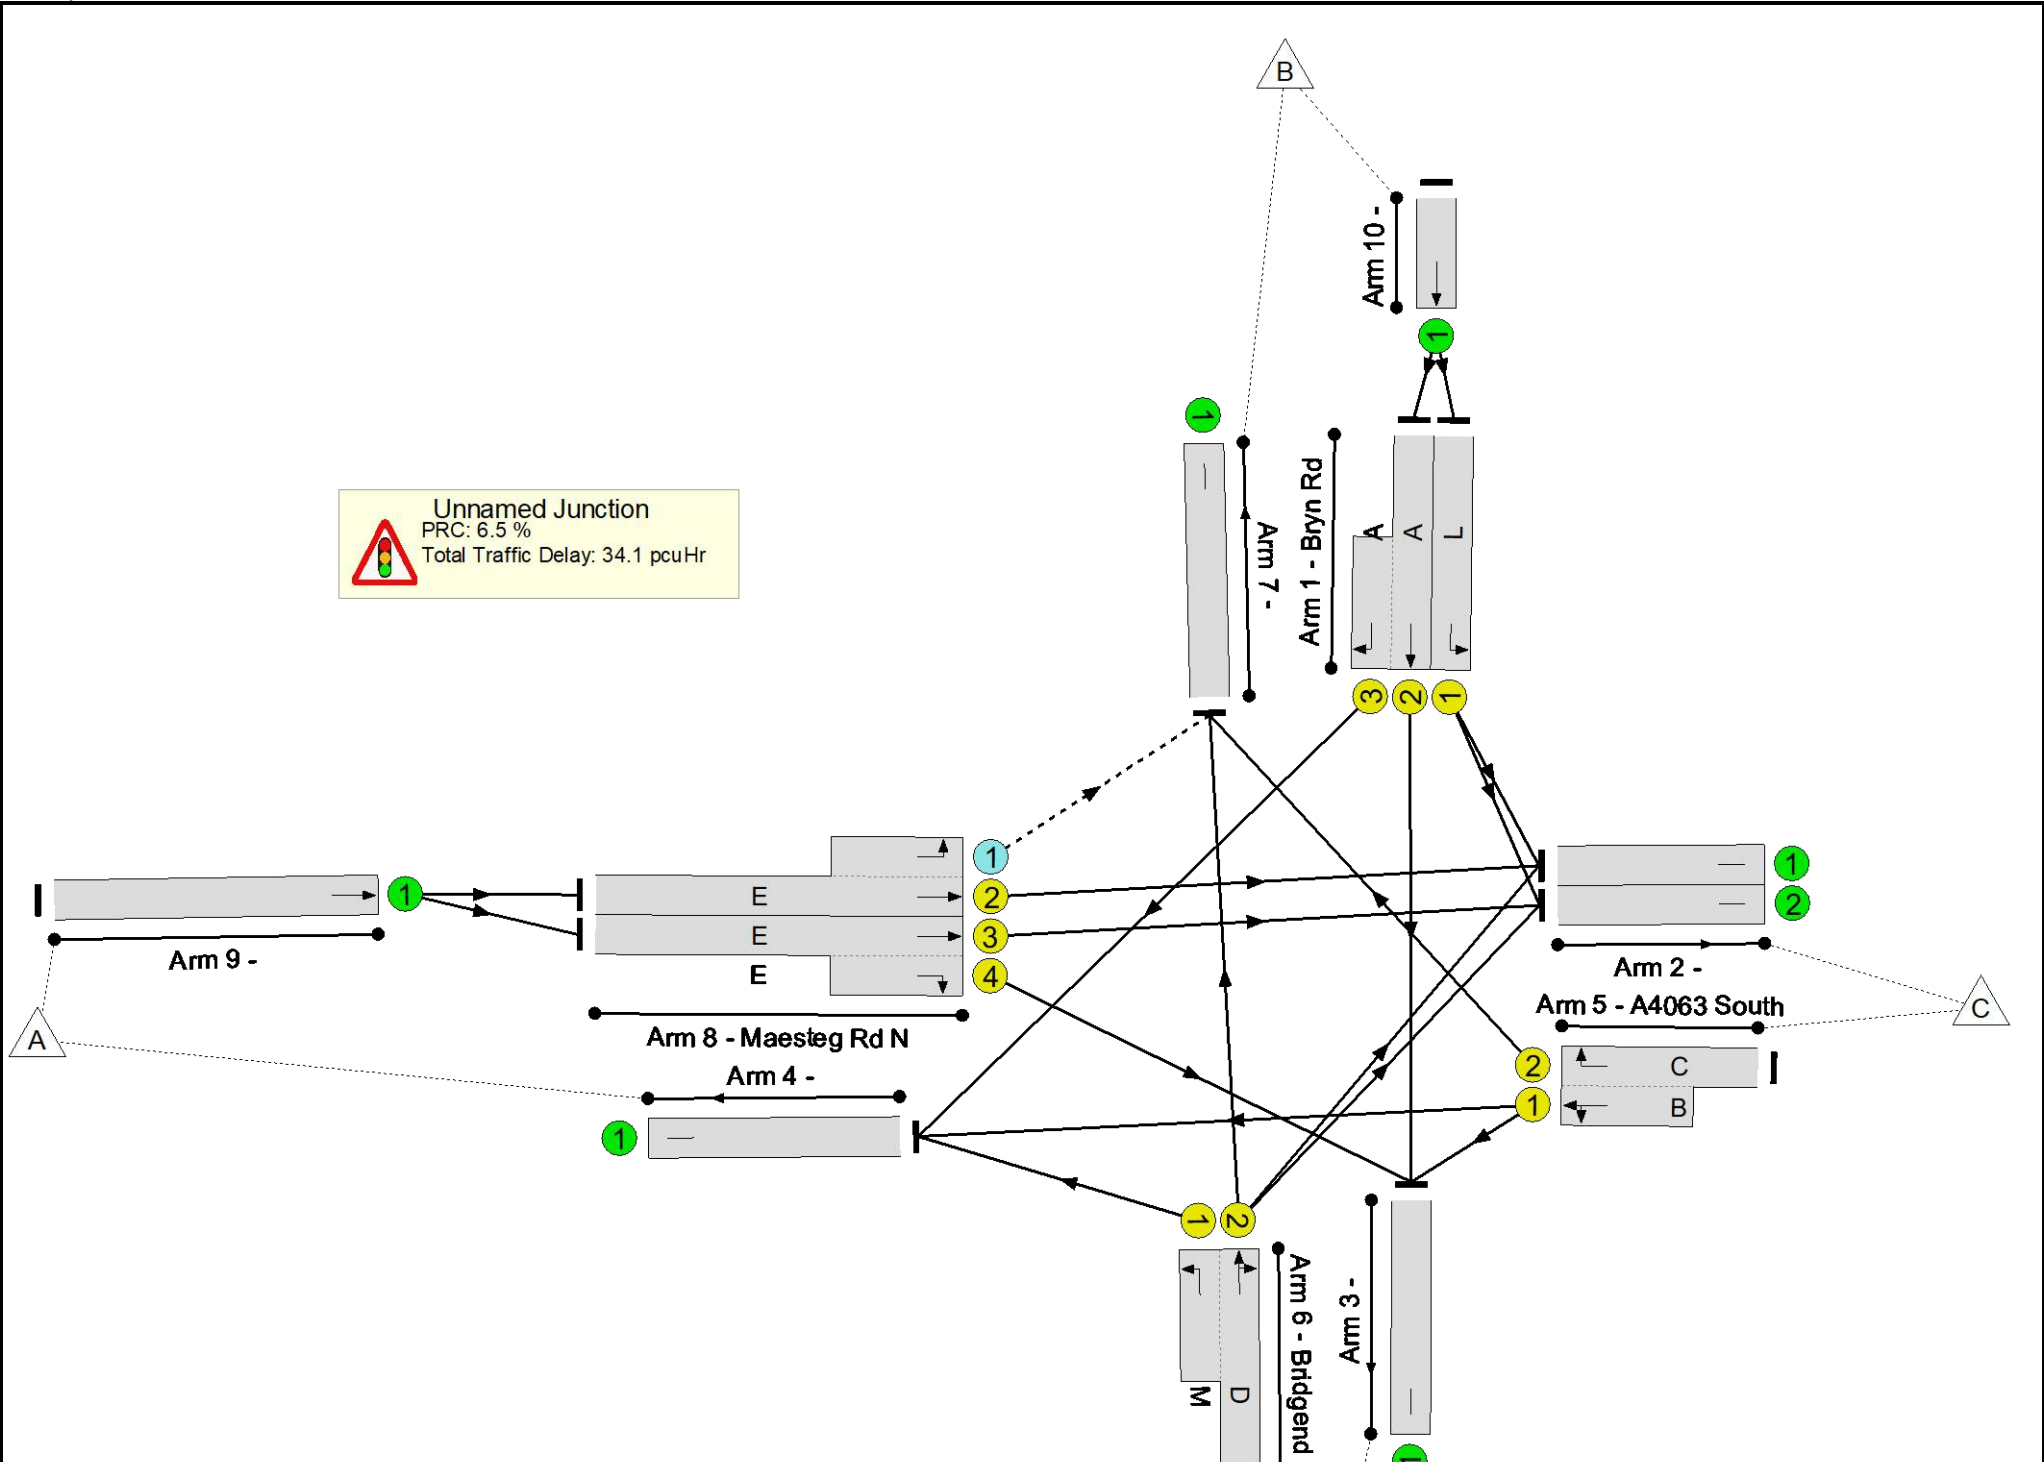 B
Arm 10 -
1
1
Arm 7 -
Arm 1 - Bryn Rd
A
A
L
Unnamed Junction
PRC: 6.5 %
Total Traffic Delay: 34.1 pcuHr
3
2
1
1
2
3
4
E
E
E
Arm 8 - Maesteg Rd N
1
Arm 9 -
A
1
2
Arm 2 -
Arm 5 - A4063 South
C
2
1
C
B
Arm 4 -
1
1
2
M
D
Arm 6 - Bridgend
Arm 3 -